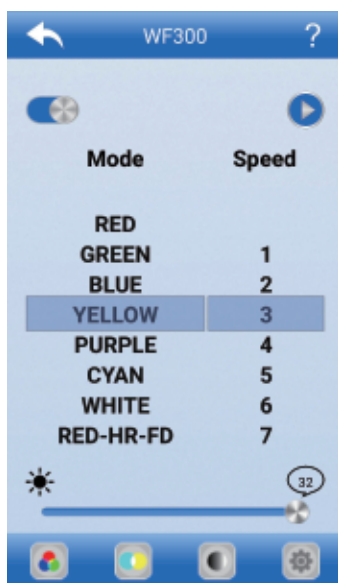 WF300 ?
Mode Speed
RED
GREEN 1
BLUE 2
YELLOW 3
PURPLE 4
CYAN 5
WHITE 6
RED-HR-FD 7
32